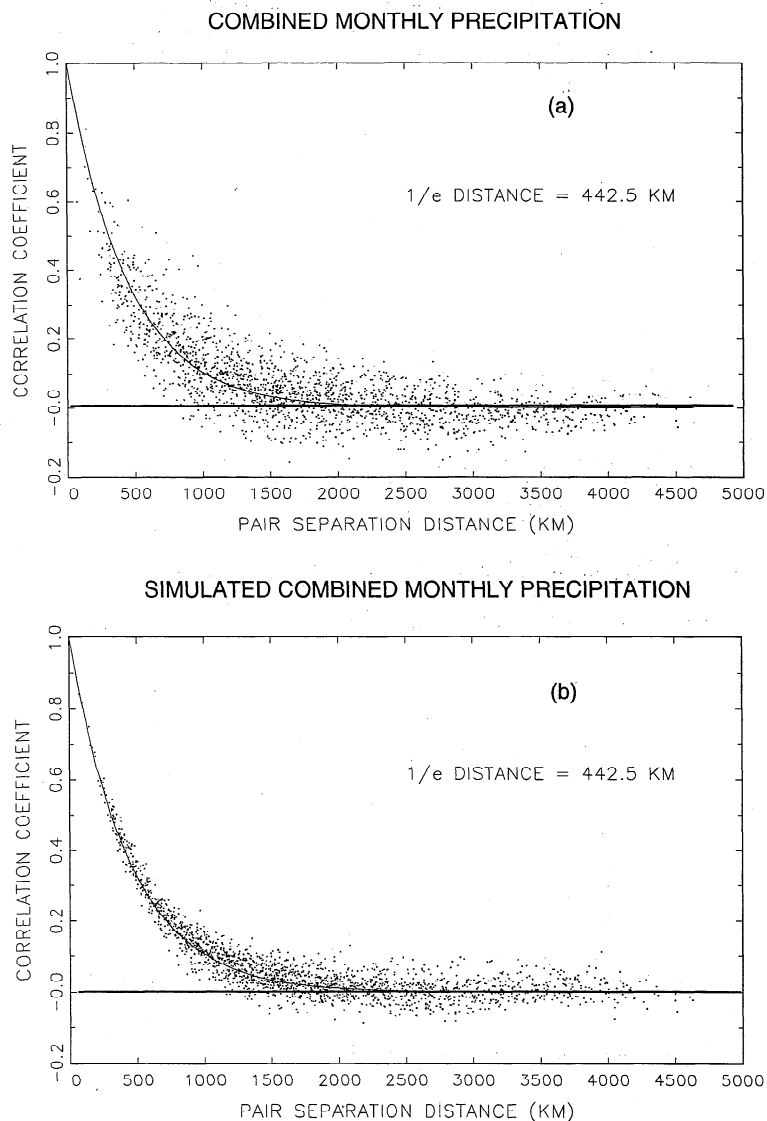 COMBINED MONTHLY PRECIPITATION
(a)
1/e DISTANCE = 442.5 KM
CORRELATION COEFFICIENT
1.0
0.8
0.6
0.4
0.2
-0.0
-0.2
0 500 1000 1500 2000 2500 3000 3500 4000 4500 5000
PAIR SEPARATION DISTANCE (KM)
SIMULATED COMBINED MONTHLY PRECIPITATION
(b)
1/e DISTANCE = 442.5 KM
CORRELATION COEFFICIENT
1.0
0.8
0.6
0.4
0.2
-0.0
-0.2
0 500 1000 1500 2000 2500 3000 3500 4000 4500 5000
PAIR SEPARATION DISTANCE (KM)